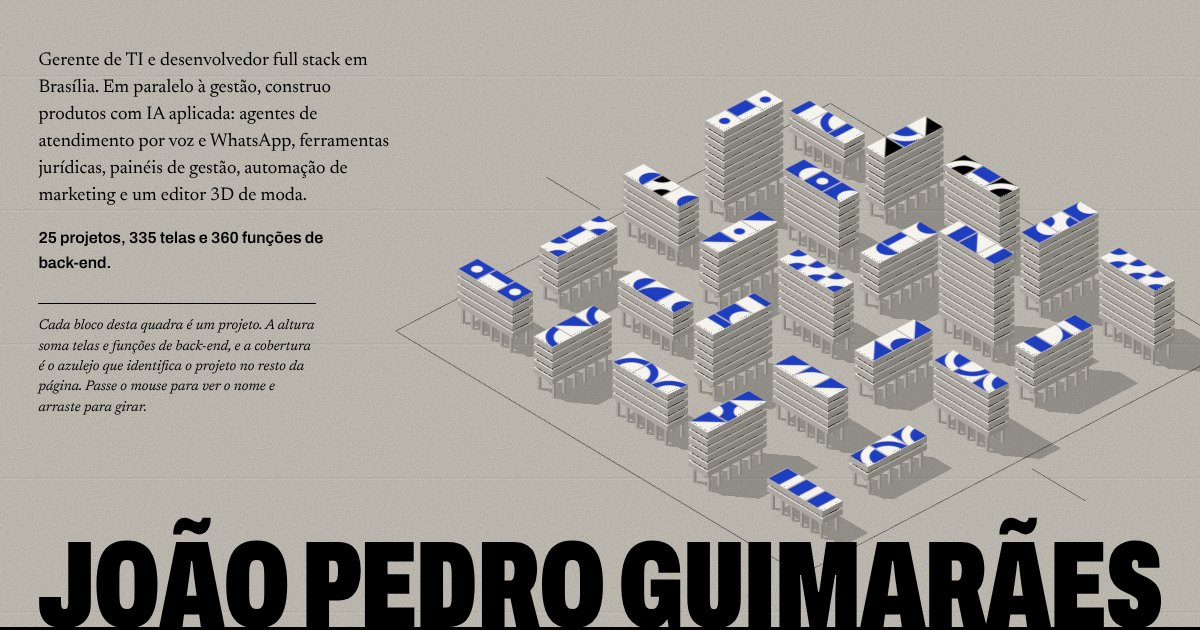 Gerente de TI e desenvolvedor full stack em
Brasília. Em paralelo à gestão, construo
produtos com IA aplicada: agentes de
atendimento por voz e WhatsApp, ferramentas
jurídicas, painéis de gestão, automação de
marketing e um editor 3D de moda.
25 projetos, 335 telas e 360 funções de
back-end.
Cada bloco desta quadra é um projeto. A altura
soma telas e funções de back-end, e a cobertura
é o azulejo que identifica o projeto no resto da
página. Passe o mouse para ver o nome e
arraste para girar.
JOÃO PEDRO GUIMARÃES